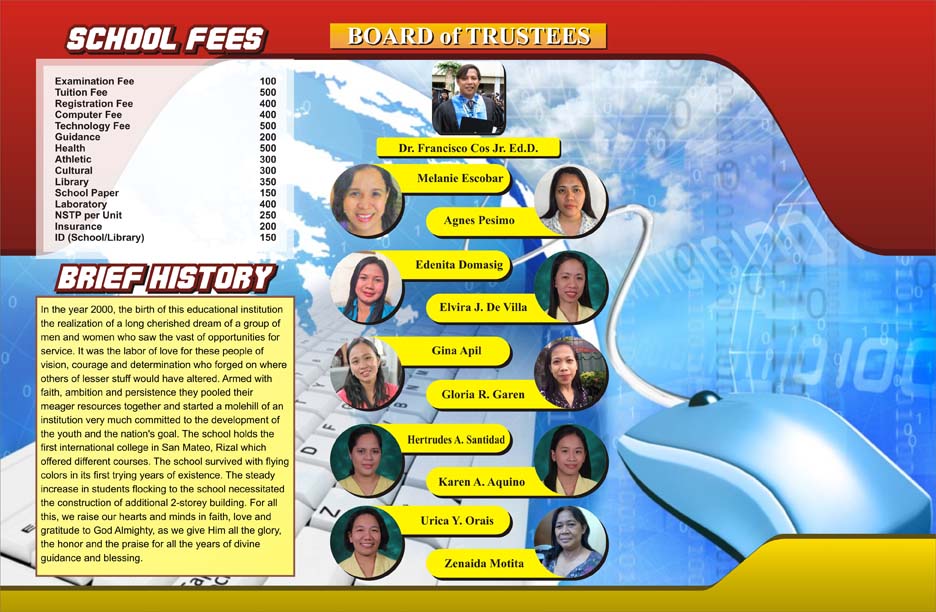 SCHOOL FEES
Examination Fee 100
Tuition Fee 500
Registration Fee 400
Computer Fee 400
Technology Fee 500
Guidance 200
Health 500
Athletic 300
Cultural 300
Library 350
School Paper 150
Laboratory 400
NSTP per Unit 250
Insurance 200
ID (School/Library) 150
BRIEF HISTORY
In the year 2000, the birth of this educational institution
the realization of a long cherished dream of a group of
men and women who saw the vast of opportunities for
service. It was the labor of love for these people of
vision, courage and determination who forged on where
others of lesser stuff would have altered. Armed with
faith, ambition and persistence they pooled their
meager resources together and started a molehill of an
institution very much committed to the development of
the youth and the nation's goal. The school holds the
first international college in San Mateo, Rizal which
offered different courses. The school survived with flying
colors in its first trying years of existence. The steady
increase in students flocking to the school necessitated
the construction of additional 2-storey building. For all
this, we raise our hearts and minds in faith, love and
gratitude to God Almighty, as we give Him all the glory,
the honor and the praise for all the years of divine
guidance and blessing.
BOARD of TRUSTEES
Dr. Francisco Cos Jr. Ed.D.
Melanie Escobar
Agnes Pesimo
Edenita Domasig
Elvira J. De Villa
Gina Apil
Gloria R. Garen
Hertrudes A. Santidad
Karen A. Aquino
Urica Y. Orais
Zenaida Motita